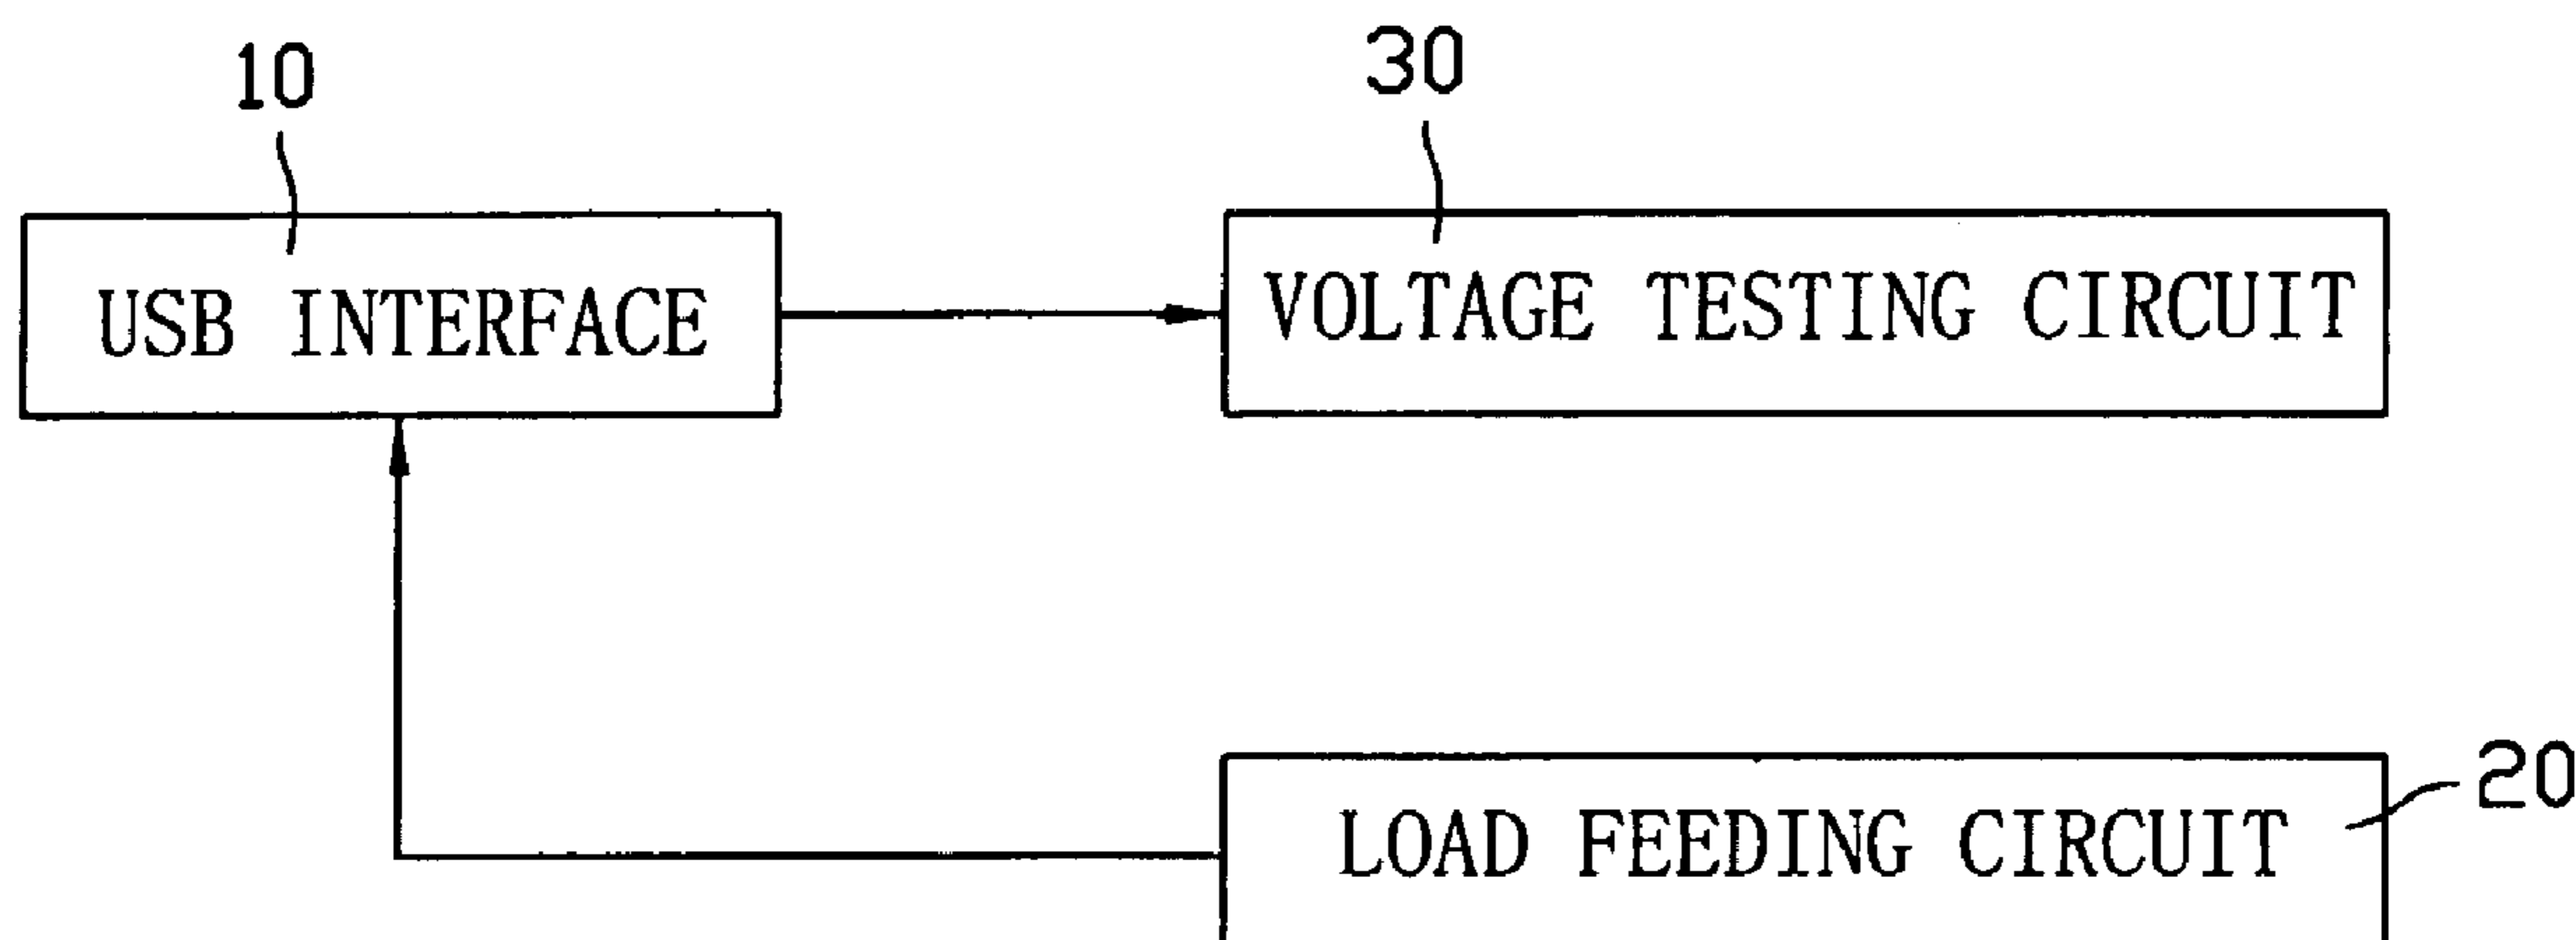 10
30
USB INTERFACE
VOLTAGE TESTING CIRCUIT
20
LOAD FEEDING CIRCUIT